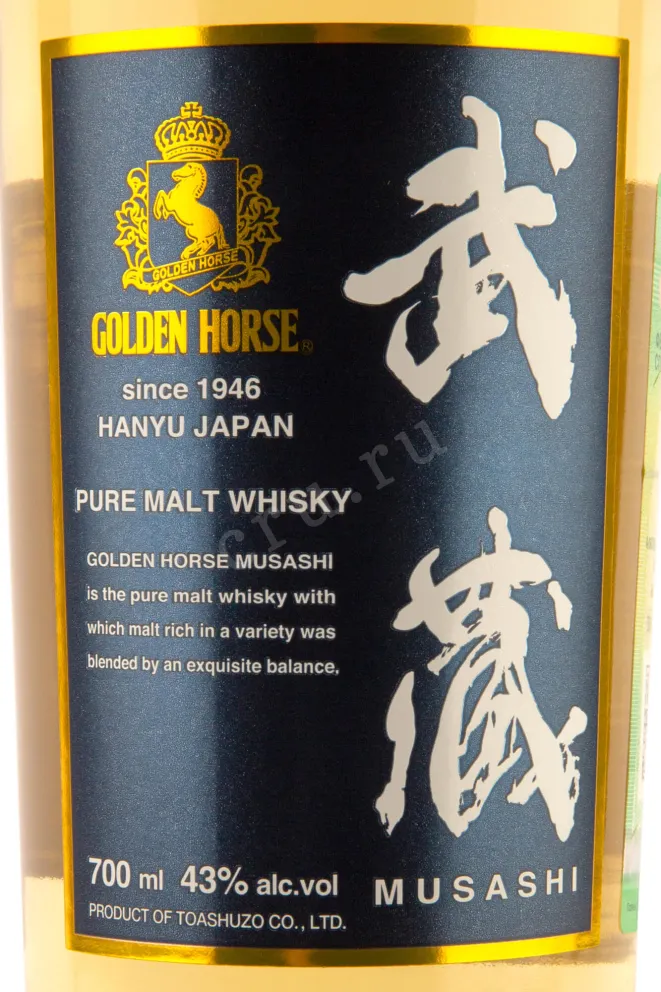 GOLDEN HORSE
GOLDEN HORSE®
since 1946
HANYU JAPAN
PURE MALT WHISKY
GOLDEN HORSE MUSASHI
is the pure malt whisky with
which malt rich in a variety was
blended by an exquisite balance.
700 ml 43% alc.vol
PRODUCT OF TOASHUZO CO., LTD.
武
蔵
MUSASHI
cru.ru